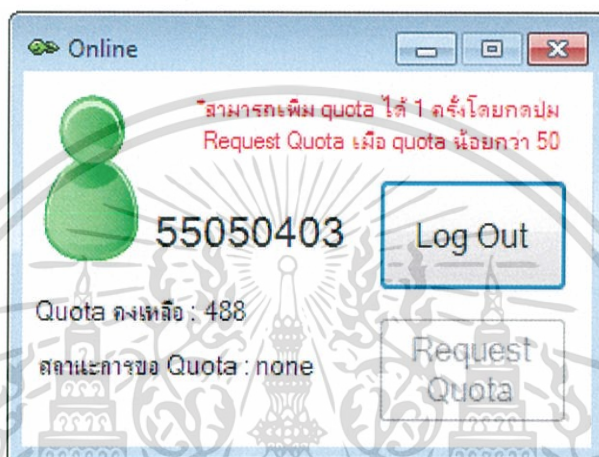 Online
*สามารถเพิ่ม quota ได้ 1 ครั้งโดยกดปุ่ม
Request Quota เมื่อ quota น้อยกว่า 50
55050403
Log Out
Quota คงเหลือ : 488
สถานะการขอ Quota : none
Request
Quota